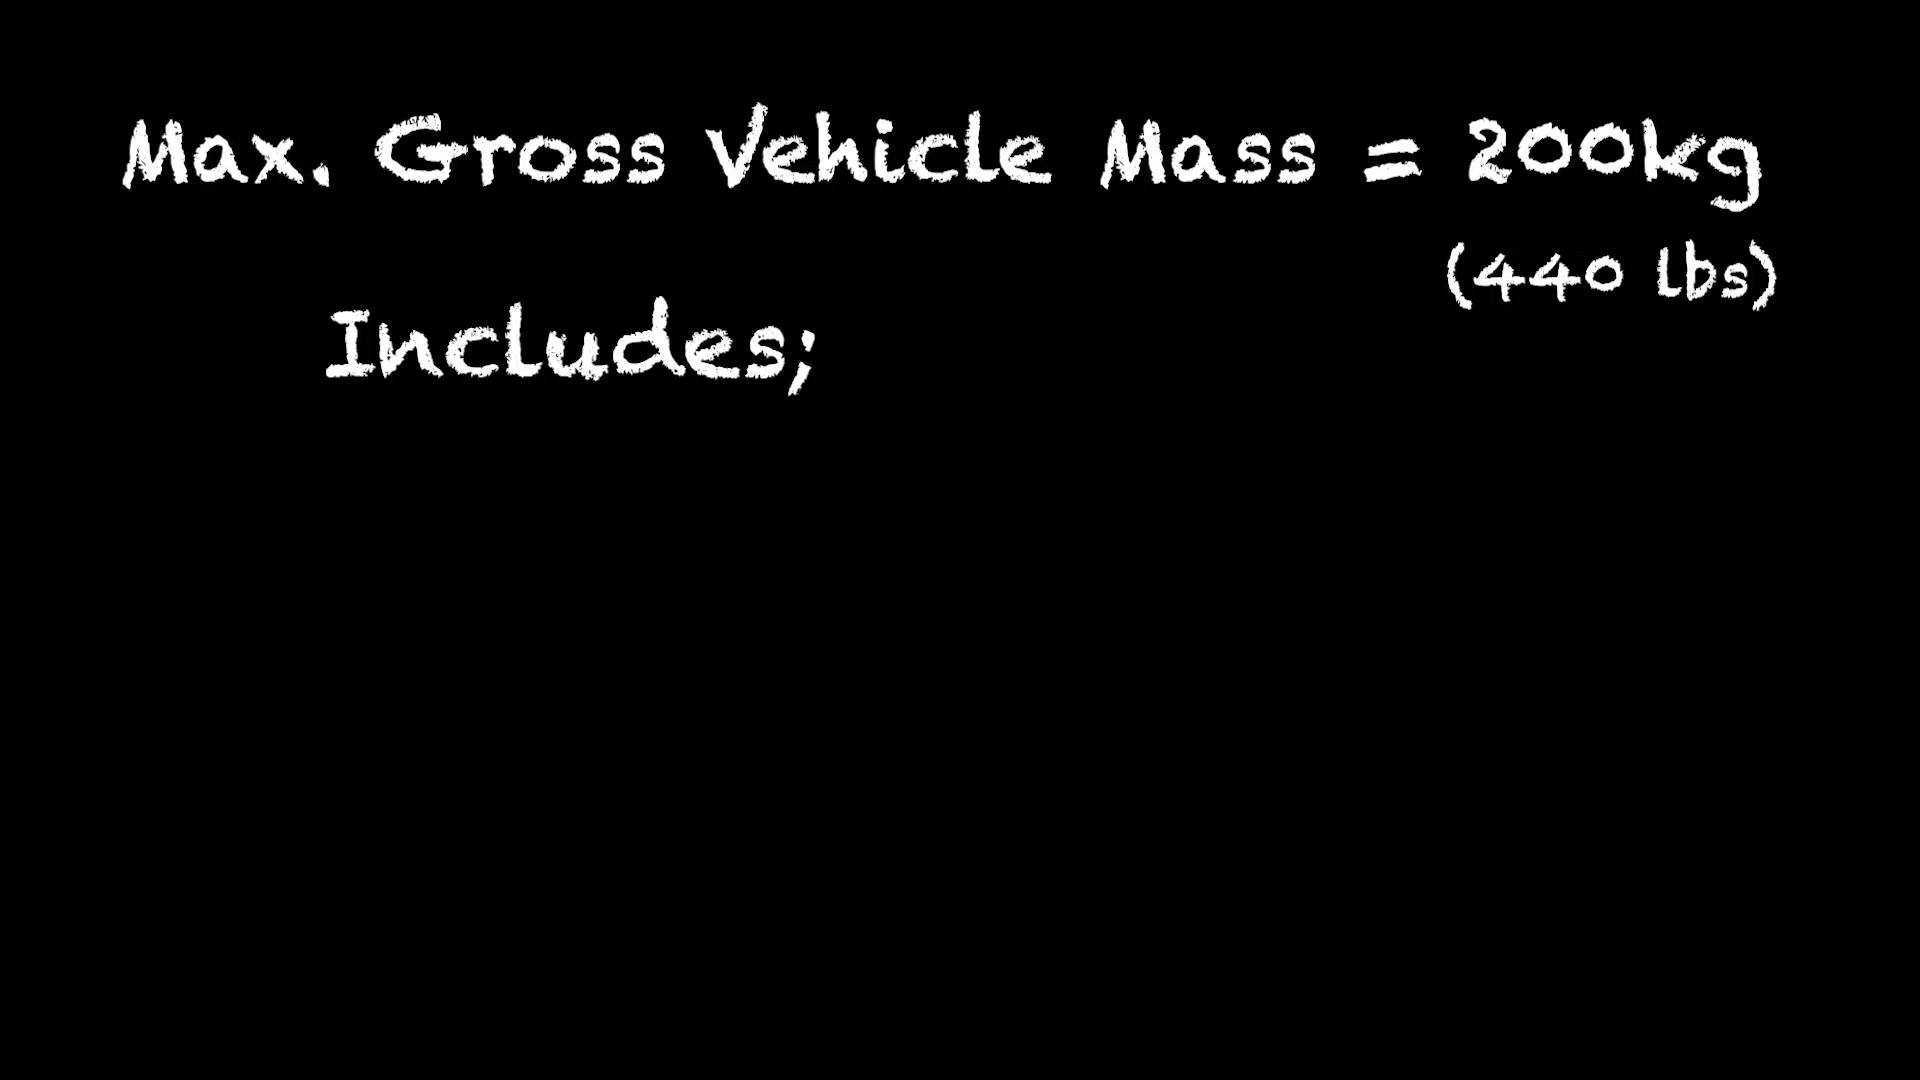 Max. Gross Vehicle Mass = 200kg
(440 lbs)
Includes;